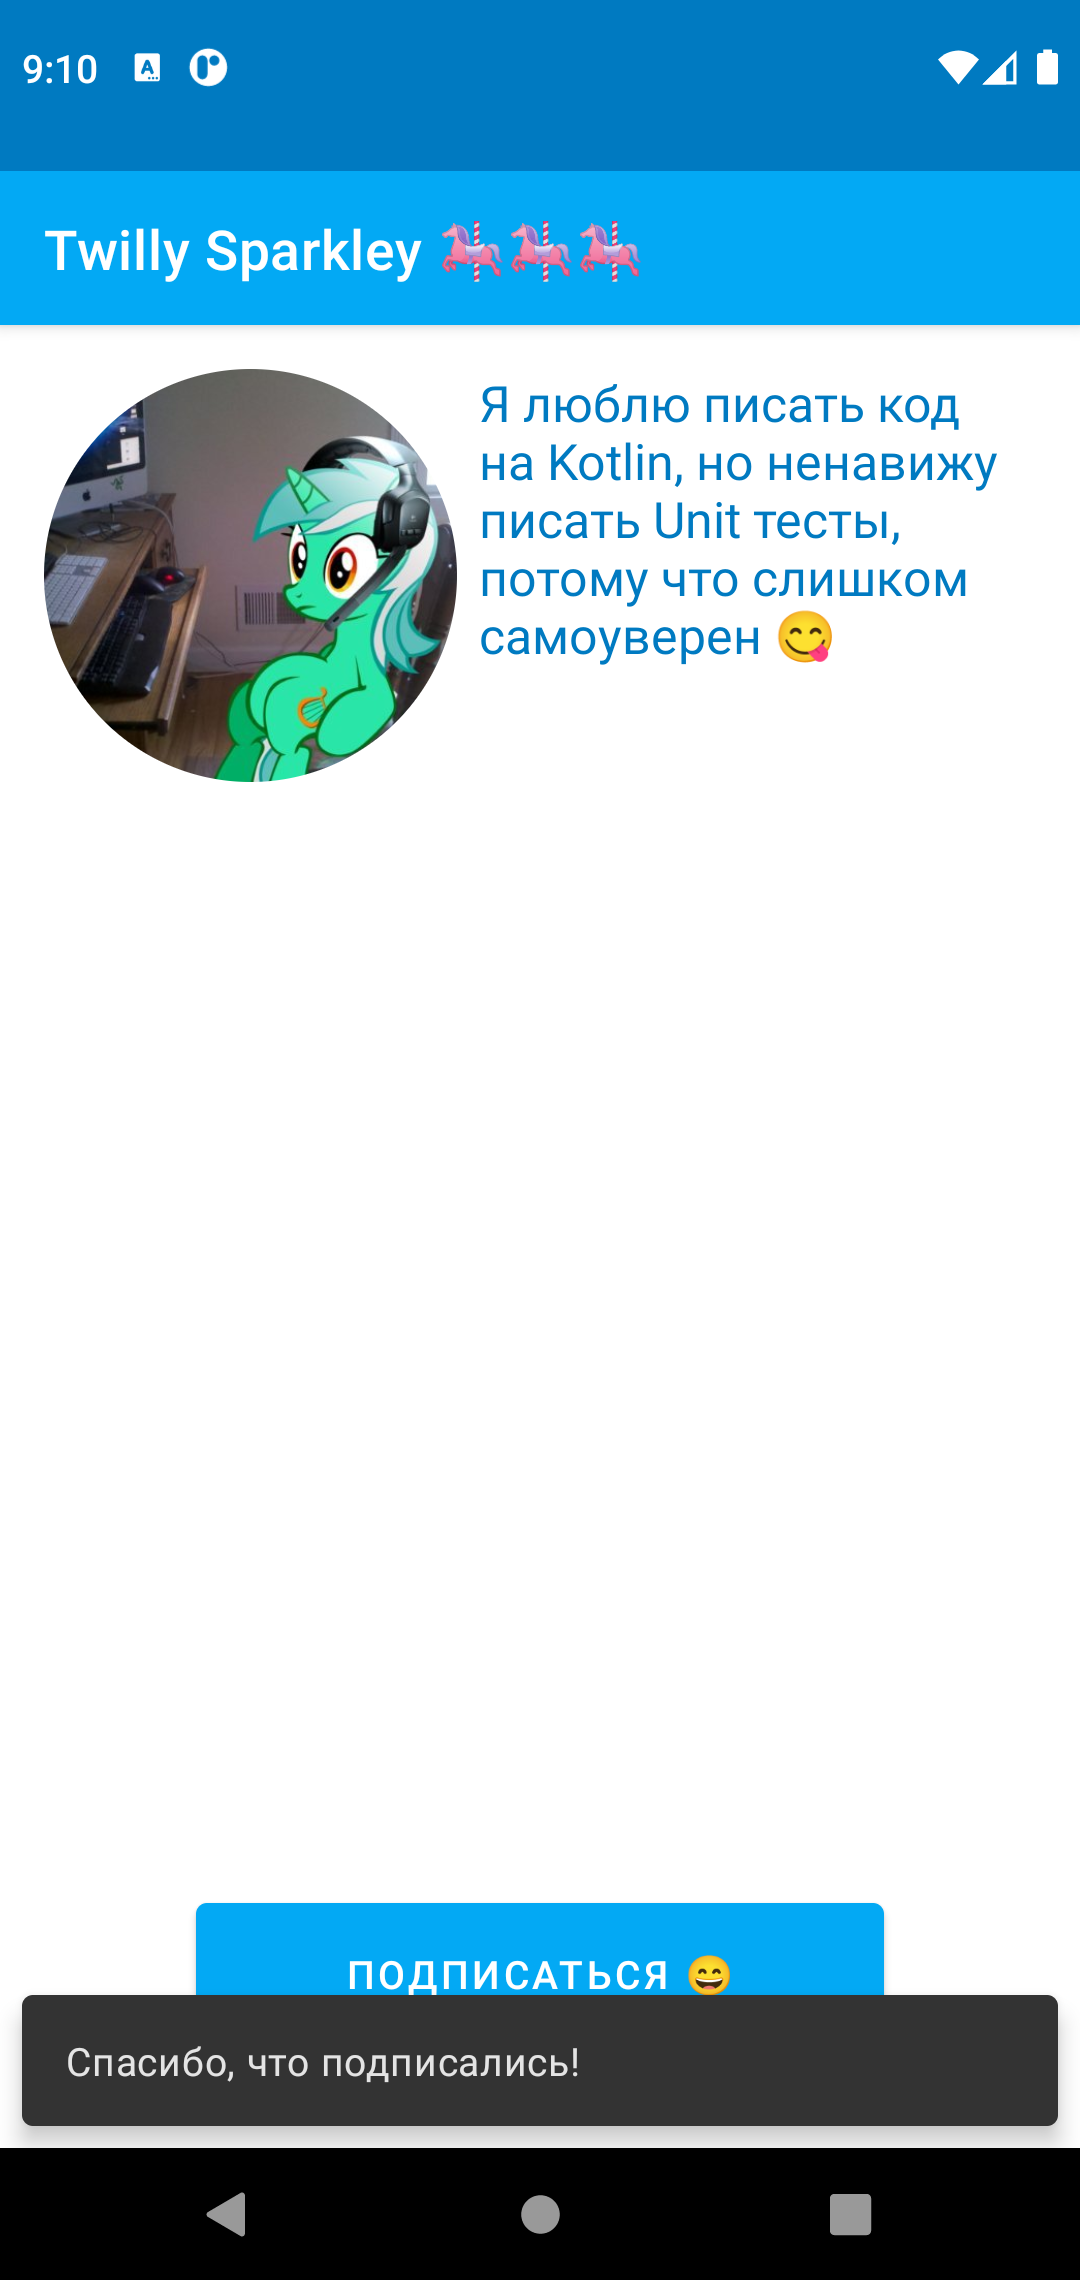 9:10
Twilly Sparkley 🎠🎠🎠
Я люблю писать код
на Kotlin, но ненавижу
писать Unit тесты,
потому что слишком
самоуверен 😋
ПОДПИСАТЬСЯ 😄
Спасибо, что подписались!